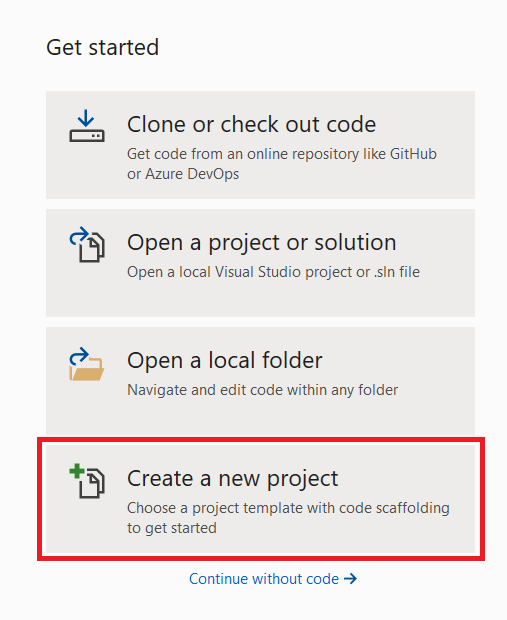 Get started
Clone or check out code
Get code from an online repository like GitHub
or Azure DevOps
Open a project or solution
Open a local Visual Studio project or .sln file
Open a local folder
Navigate and edit code within any folder
Create a new project
Choose a project template with code scaffolding
to get started
Continue without code →